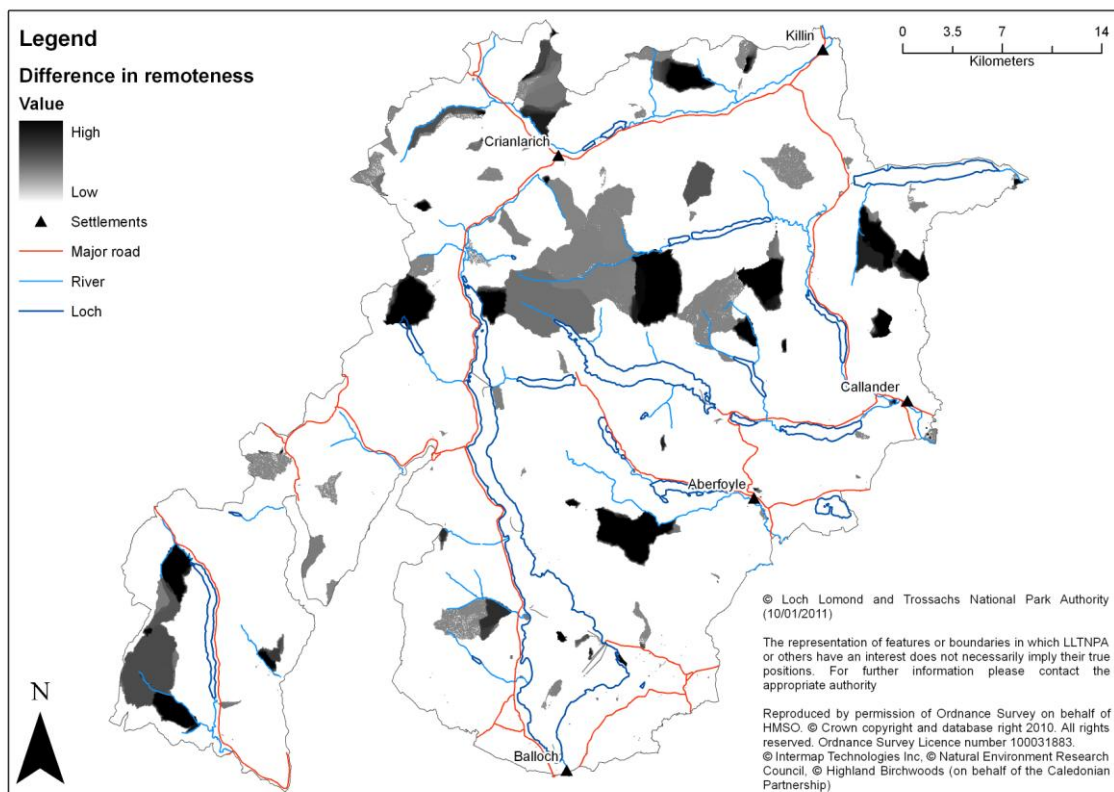 Legend
Difference in remoteness
Value
High
Low
Settlements
Major road
River
Loch
Killin
0 3.5 7 14
Kilometers
Crianlarich
Callander
Aberfoyle
Balloch
N
© Loch Lomond and Trossachs National Park Authority
(10/01/2011)
The representation of features or boundaries in which LLTNPA
or others have an interest does not necessarily imply their true
positions. For further information please contact the
appropriate authority
Reproduced by permission of Ordnance Survey on behalf of
HMSO. © Crown copyright and database right 2010. All rights
reserved. Ordnance Survey Licence number 100031883.
© Intermap Technologies Inc, © Natural Environment Research
Council, © Highland Birchwoods (on behalf of the Caledonian
Partnership)